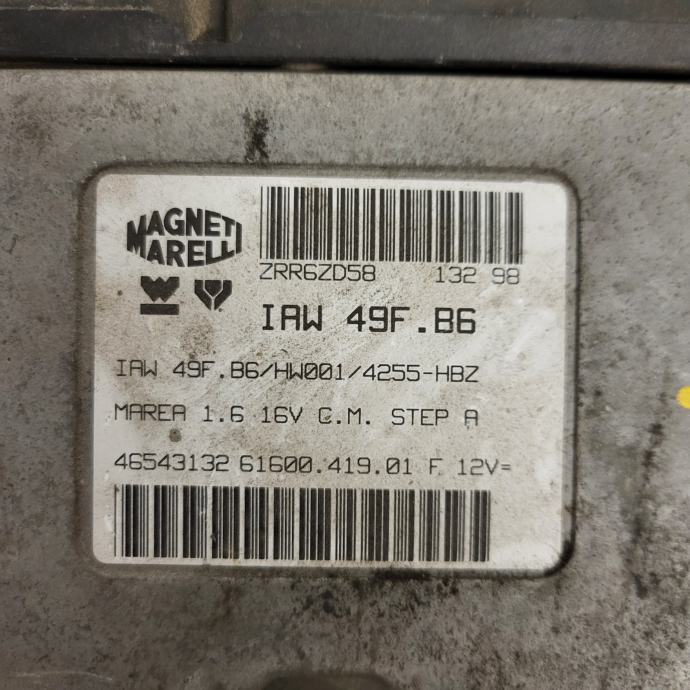 MAGNETI
MARELLI
ZRR6ZD58 132 98
IAW 49F.B6
IAW 49F.B6/HW001/4255-HBZ
MAREA 1.6 16V C.M. STEP A
46543132 61600.419.01 F 12V=